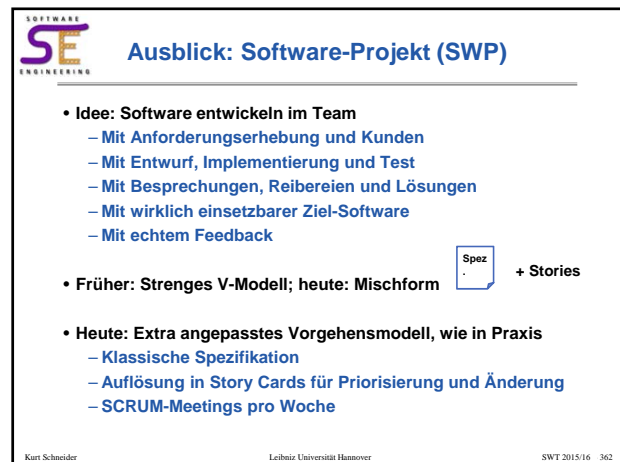 SOFTWARE
SE
ENGINEERING
Ausblick: Software-Projekt (SWP)
• Idee: Software entwickeln im Team
– Mit Anforderungserhebung und Kunden
– Mit Entwurf, Implementierung und Test
– Mit Besprechungen, Reibereien und Lösungen
– Mit wirklich einsetzbarer Ziel-Software
– Mit echtem Feedback
• Früher: Strenges V-Modell; heute: Mischform
Spez
.
+ Stories
• Heute: Extra angepasstes Vorgehensmodell, wie in Praxis
– Klassische Spezifikation
– Auflösung in Story Cards für Priorisierung und Änderung
– SCRUM-Meetings pro Woche
Kurt Schneider Leibniz Universität Hannover SWT 2015/16 362